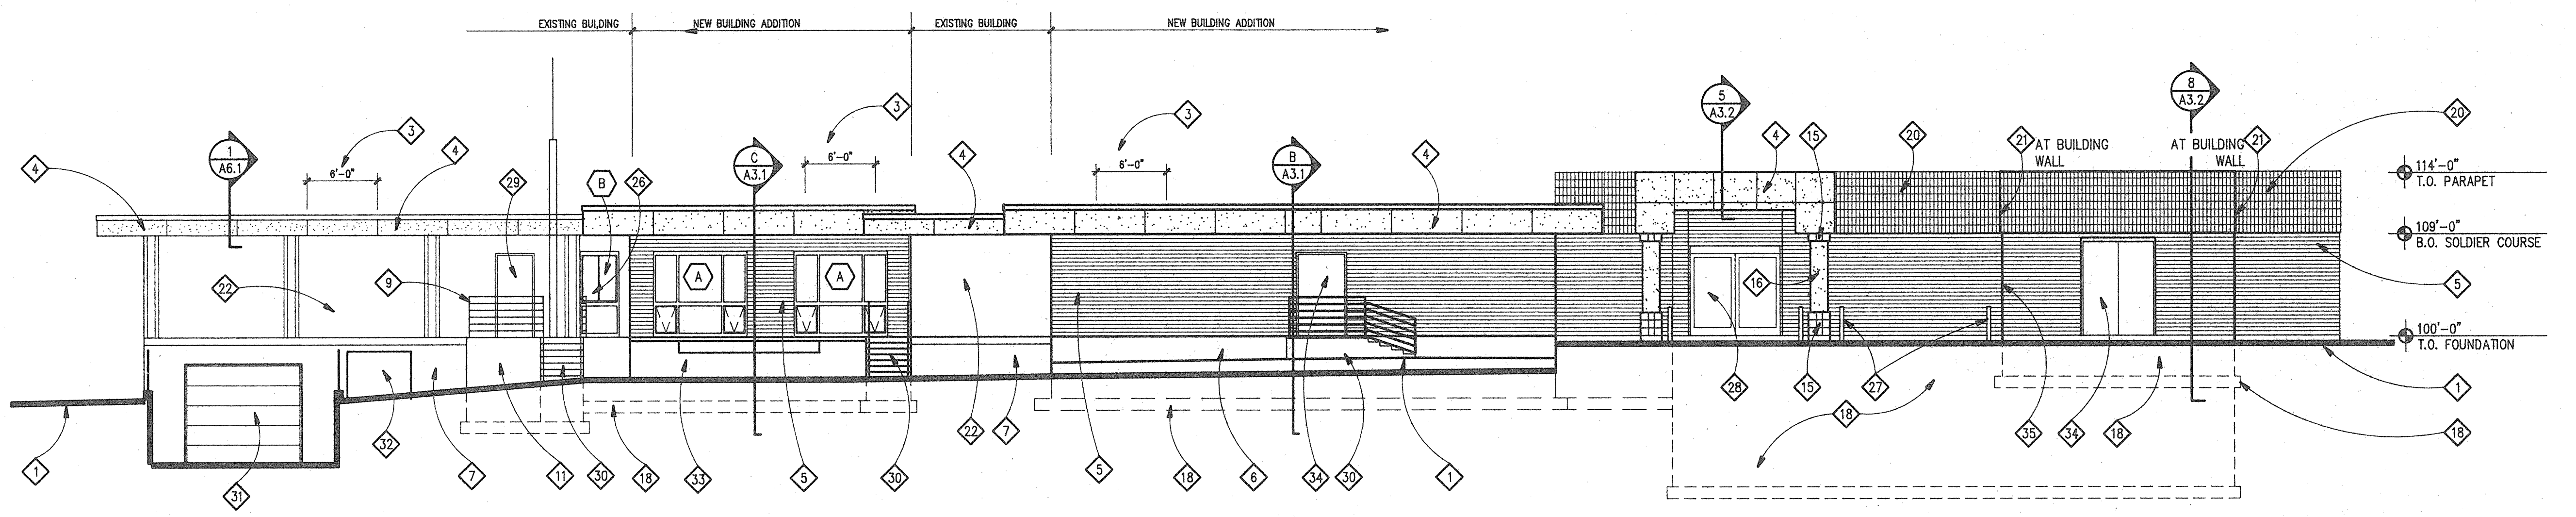 EXISTING BUILDING
NEW BUILDING ADDITION
EXISTING BUILDING
NEW BUILDING ADDITION
3
3
3
4
4
1
A6.1
6'-0"
29
B
26
C
A3.1
6'-0"
4
6'-0"
B
A3.1
4
5
A3.2
4
15
20
21 AT BUILDING
WALL
8
A3.2
AT BUILDING 21
WALL
20
114'-0"
T.O. PARAPET
109'-0"
B.O. SOLDIER COURSE
5
100'-0"
T.O. FOUNDATION
22
9
A
A
16
1
31
32
7
11
30
18
33
5
30
22
7
5
18
6
34
30
1
28
15
27
18
35
34
18
1
18